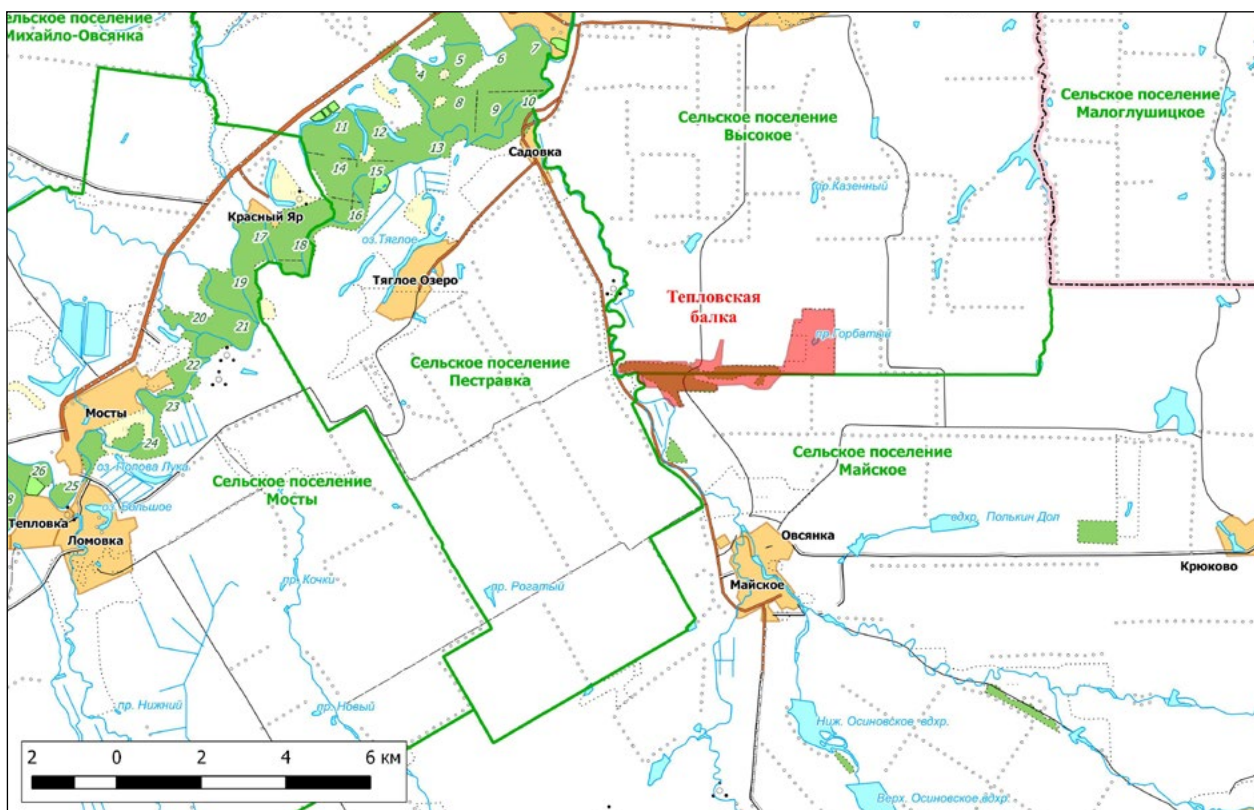 ельское поселение
Михайло-Овсянка
4
5
6
7
8
9
10
11
12
13
14
15
16
Садовка
Сельское поселение
Высокое
Сельское поселение
Малоглушицкое
пр.Казенный
Красный Яр
17
18
оз.Тяглое
Тяглое Озеро
19
20
21
Тепловская
балка
пр.Горбатый
Сельское поселение
Пестравка
22
23
24
Мосты
Сельское поселение
Майское
26
25
8
оз. Попова Лука
оз. Большое
Сельское поселение
Мосты
Тепловка
Ломовка
вдхр. Полькин Дол
Овсянка
Майское
Крюково
пр. Кочки
пр. Рогатый
пр. Нижний
пр. Новый
Ниж. Осиновское вдхр.
Верх. Осиновское вдхр.
2 0 2 4 6 км